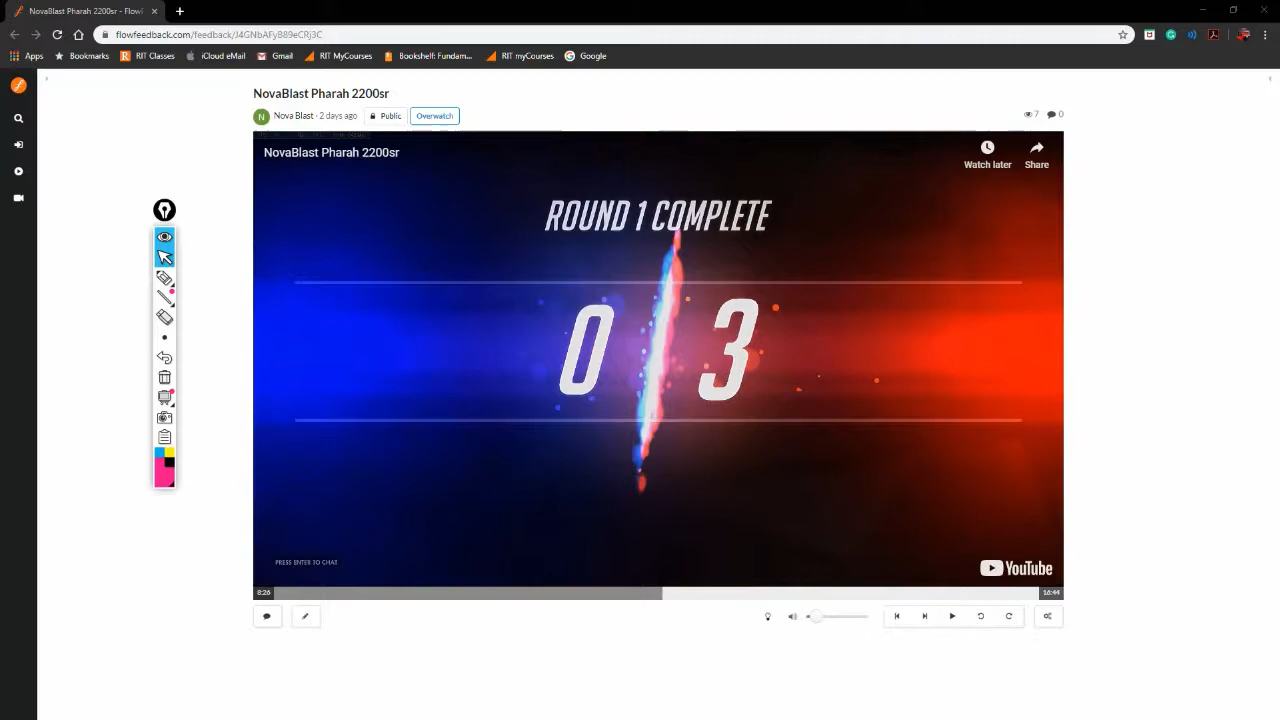 NovaBlast Pharah 2200sr - FlowF
flowfeedback.com/feedback/J4GNbAFyB89eCRj3C
Apps Bookmarks RIT Classes iCloud eMail Gmail RIT MyCourses Bookshelf: Fundam... RIT myCourses Google
NovaBlast Pharah 2200sr
N Nova Blast · 2 days ago Public Overwatch 7 0
NovaBlast Pharah 2200sr
Watch later Share
ROUND 1 COMPLETE
0 3
PRESS ENTER TO CHAT
YouTube
8:26 16:44